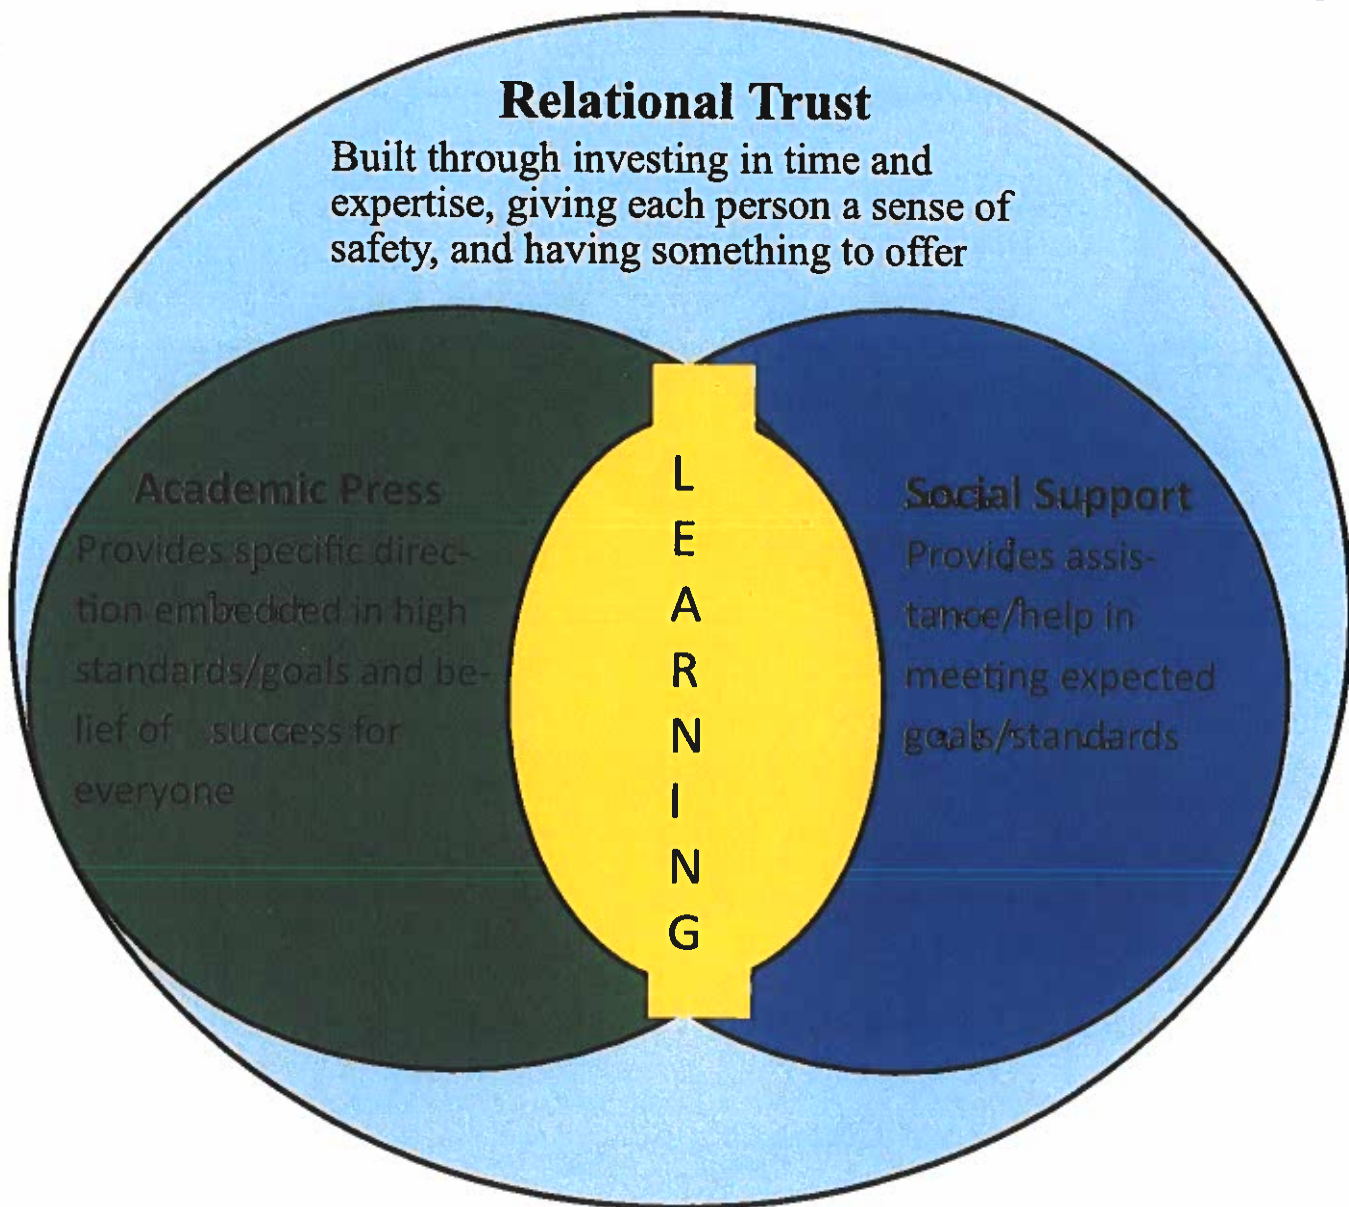 Relational Trust
Built through investing in time and
expertise, giving each person a sense of
safety, and having something to offer
Academic Press
Provides specific direc-
tion embedded in high
standards/goals and be-
lief of success for
everyone
L
E
A
R
N
I
N
G
Social Support
Provides assis-
tance/help in
meeting expected
goals/standards